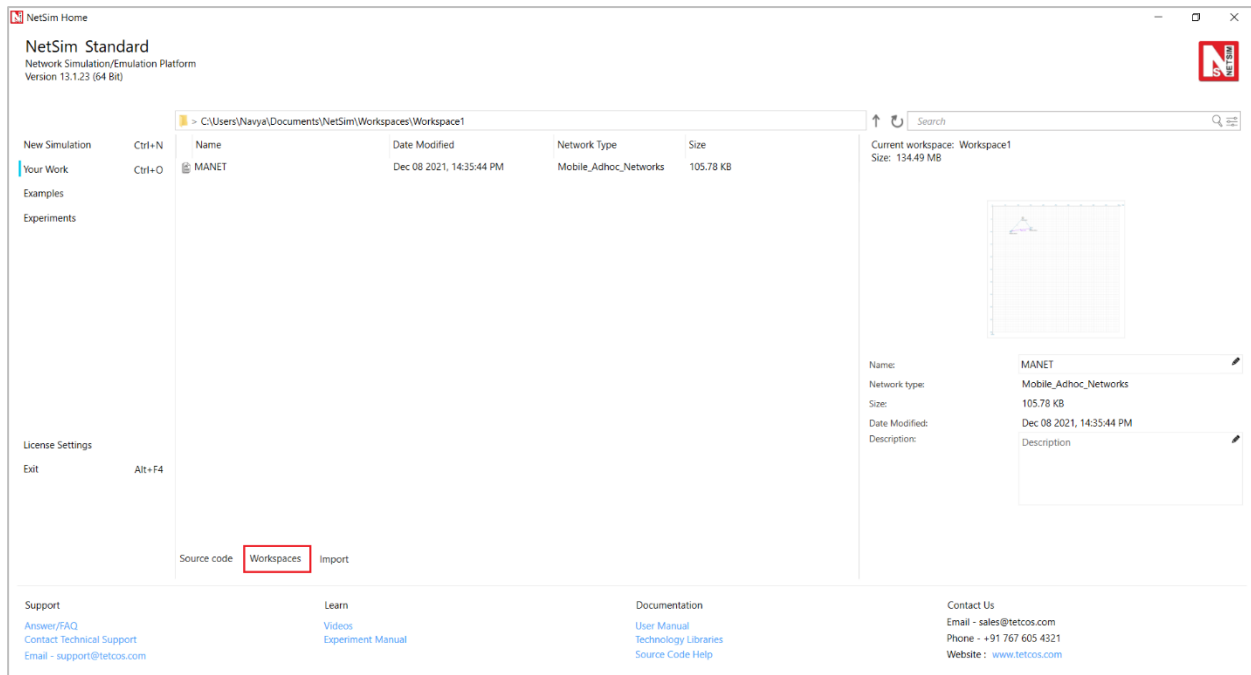 NetSim Home
NetSim Standard
Network Simulation/Emulation Platform
Version 13.1.23 (64 Bit)
NETSIM
> C:\Users\Navya\Documents\NetSim\Workspaces\Workspace1
Search
New Simulation Ctrl+N
Your Work Ctrl+O
Examples
Experiments
License Settings
Exit Alt+F4
Name Date Modified Network Type Size
MANET Dec 08 2021, 14:35:44 PM Mobile_Adhoc_Networks 105.78 KB
Source code Workspaces Import
Current workspace: Workspace1
Size: 134.49 MB
Name: MANET
Network type: Mobile_Adhoc_Networks
Size: 105.78 KB
Date Modified: Dec 08 2021, 14:35:44 PM
Description: Description
Support
Answer/FAQ
Contact Technical Support
Email - support@tetcos.com
Learn
Videos
Experiment Manual
Documentation
User Manual
Technology Libraries
Source Code Help
Contact Us
Email - sales@tetcos.com
Phone - +91 767 605 4321
Website : www.tetcos.com